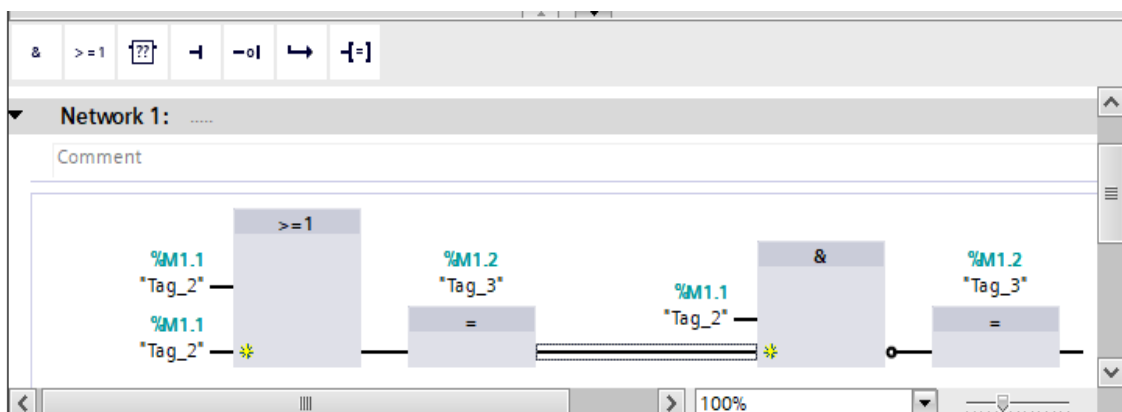 & >=1 ?? =
Network 1: .....
Comment
>=1
%M1.1
"Tag_2"
%M1.1
"Tag_2"
%M1.2
"Tag_3"
=
%M1.1
"Tag_2"
&
%M1.2
"Tag_3"
=
100%